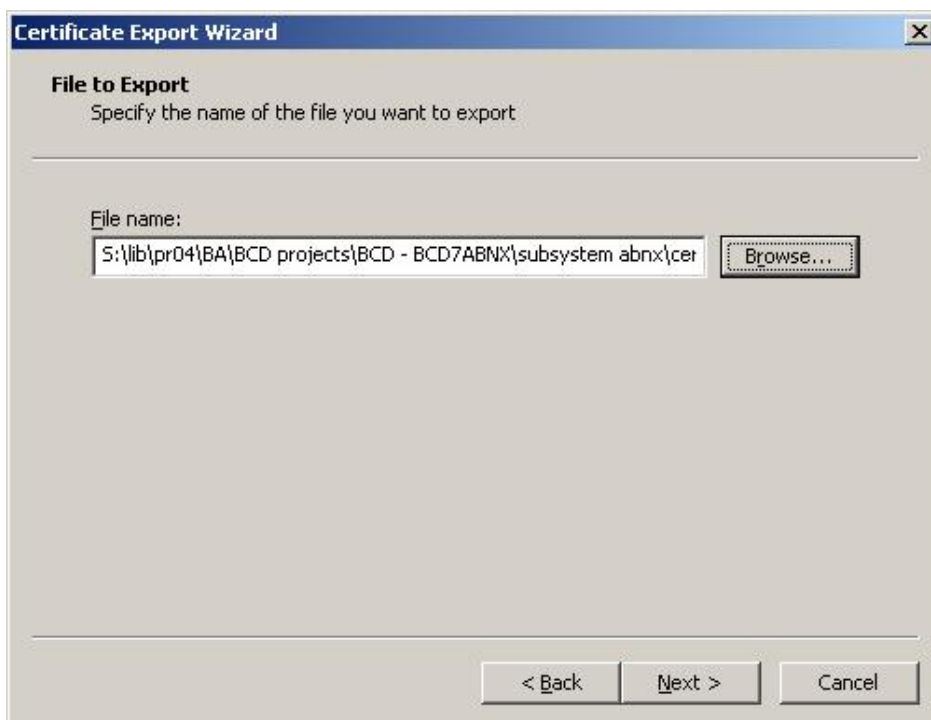 Certificate Export Wizard
File to Export
Specify the name of the file you want to export
File name:
S:\lib\pr04\BA\BCD projects\BCD - BCD7ABNX\subsystem abnx\cer
Browse...
< Back
Next >
Cancel